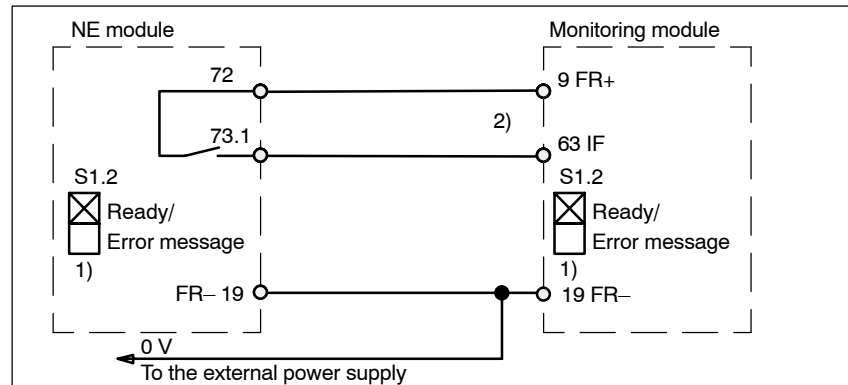 NE module
Monitoring module
72
9 FR+
2)
73.1
63 IF
S1.2
Ready/
Error message
1)
S1.2
Ready/
Error message
1)
FR– 19
19 FR–
0 V
To the external power supply